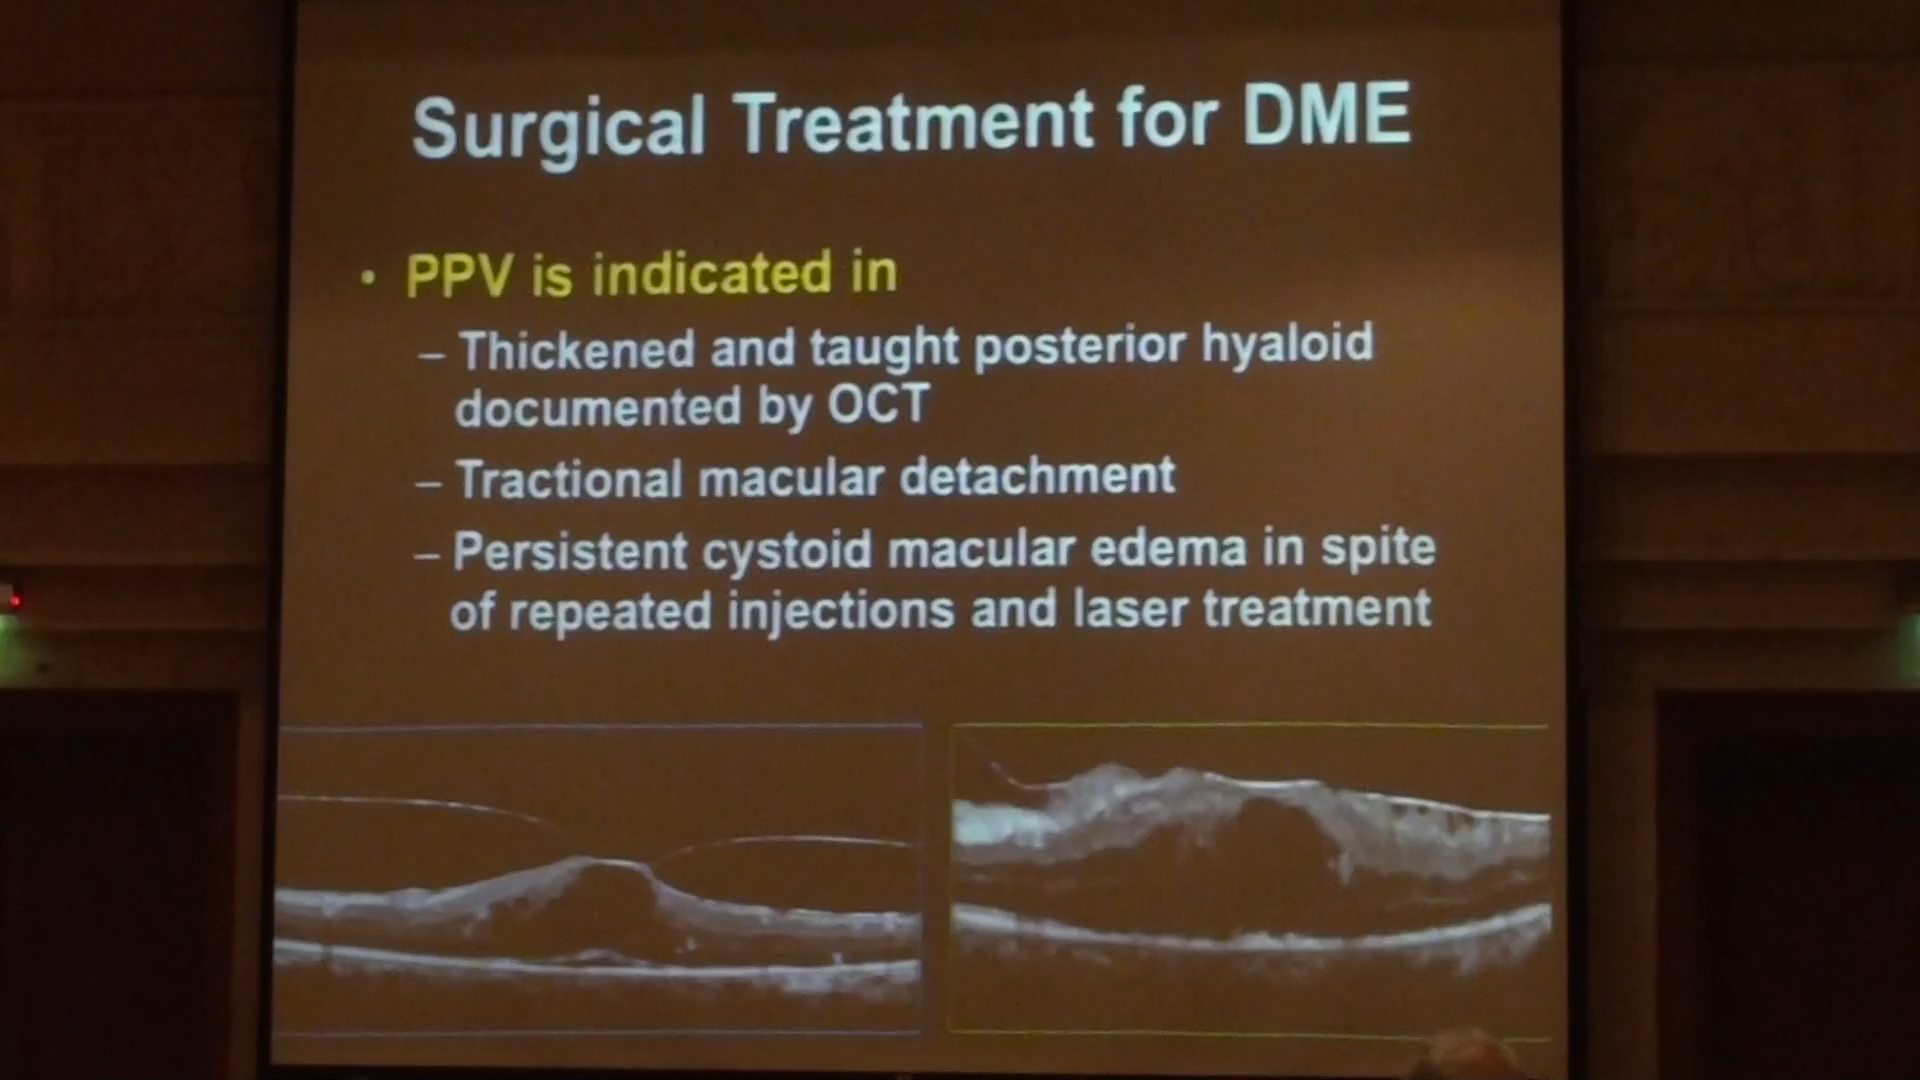 Surgical Treatment for DME
• PPV is indicated in
– Thickened and taught posterior hyaloid
documented by OCT
– Tractional macular detachment
– Persistent cystoid macular edema in spite
of repeated injections and laser treatment